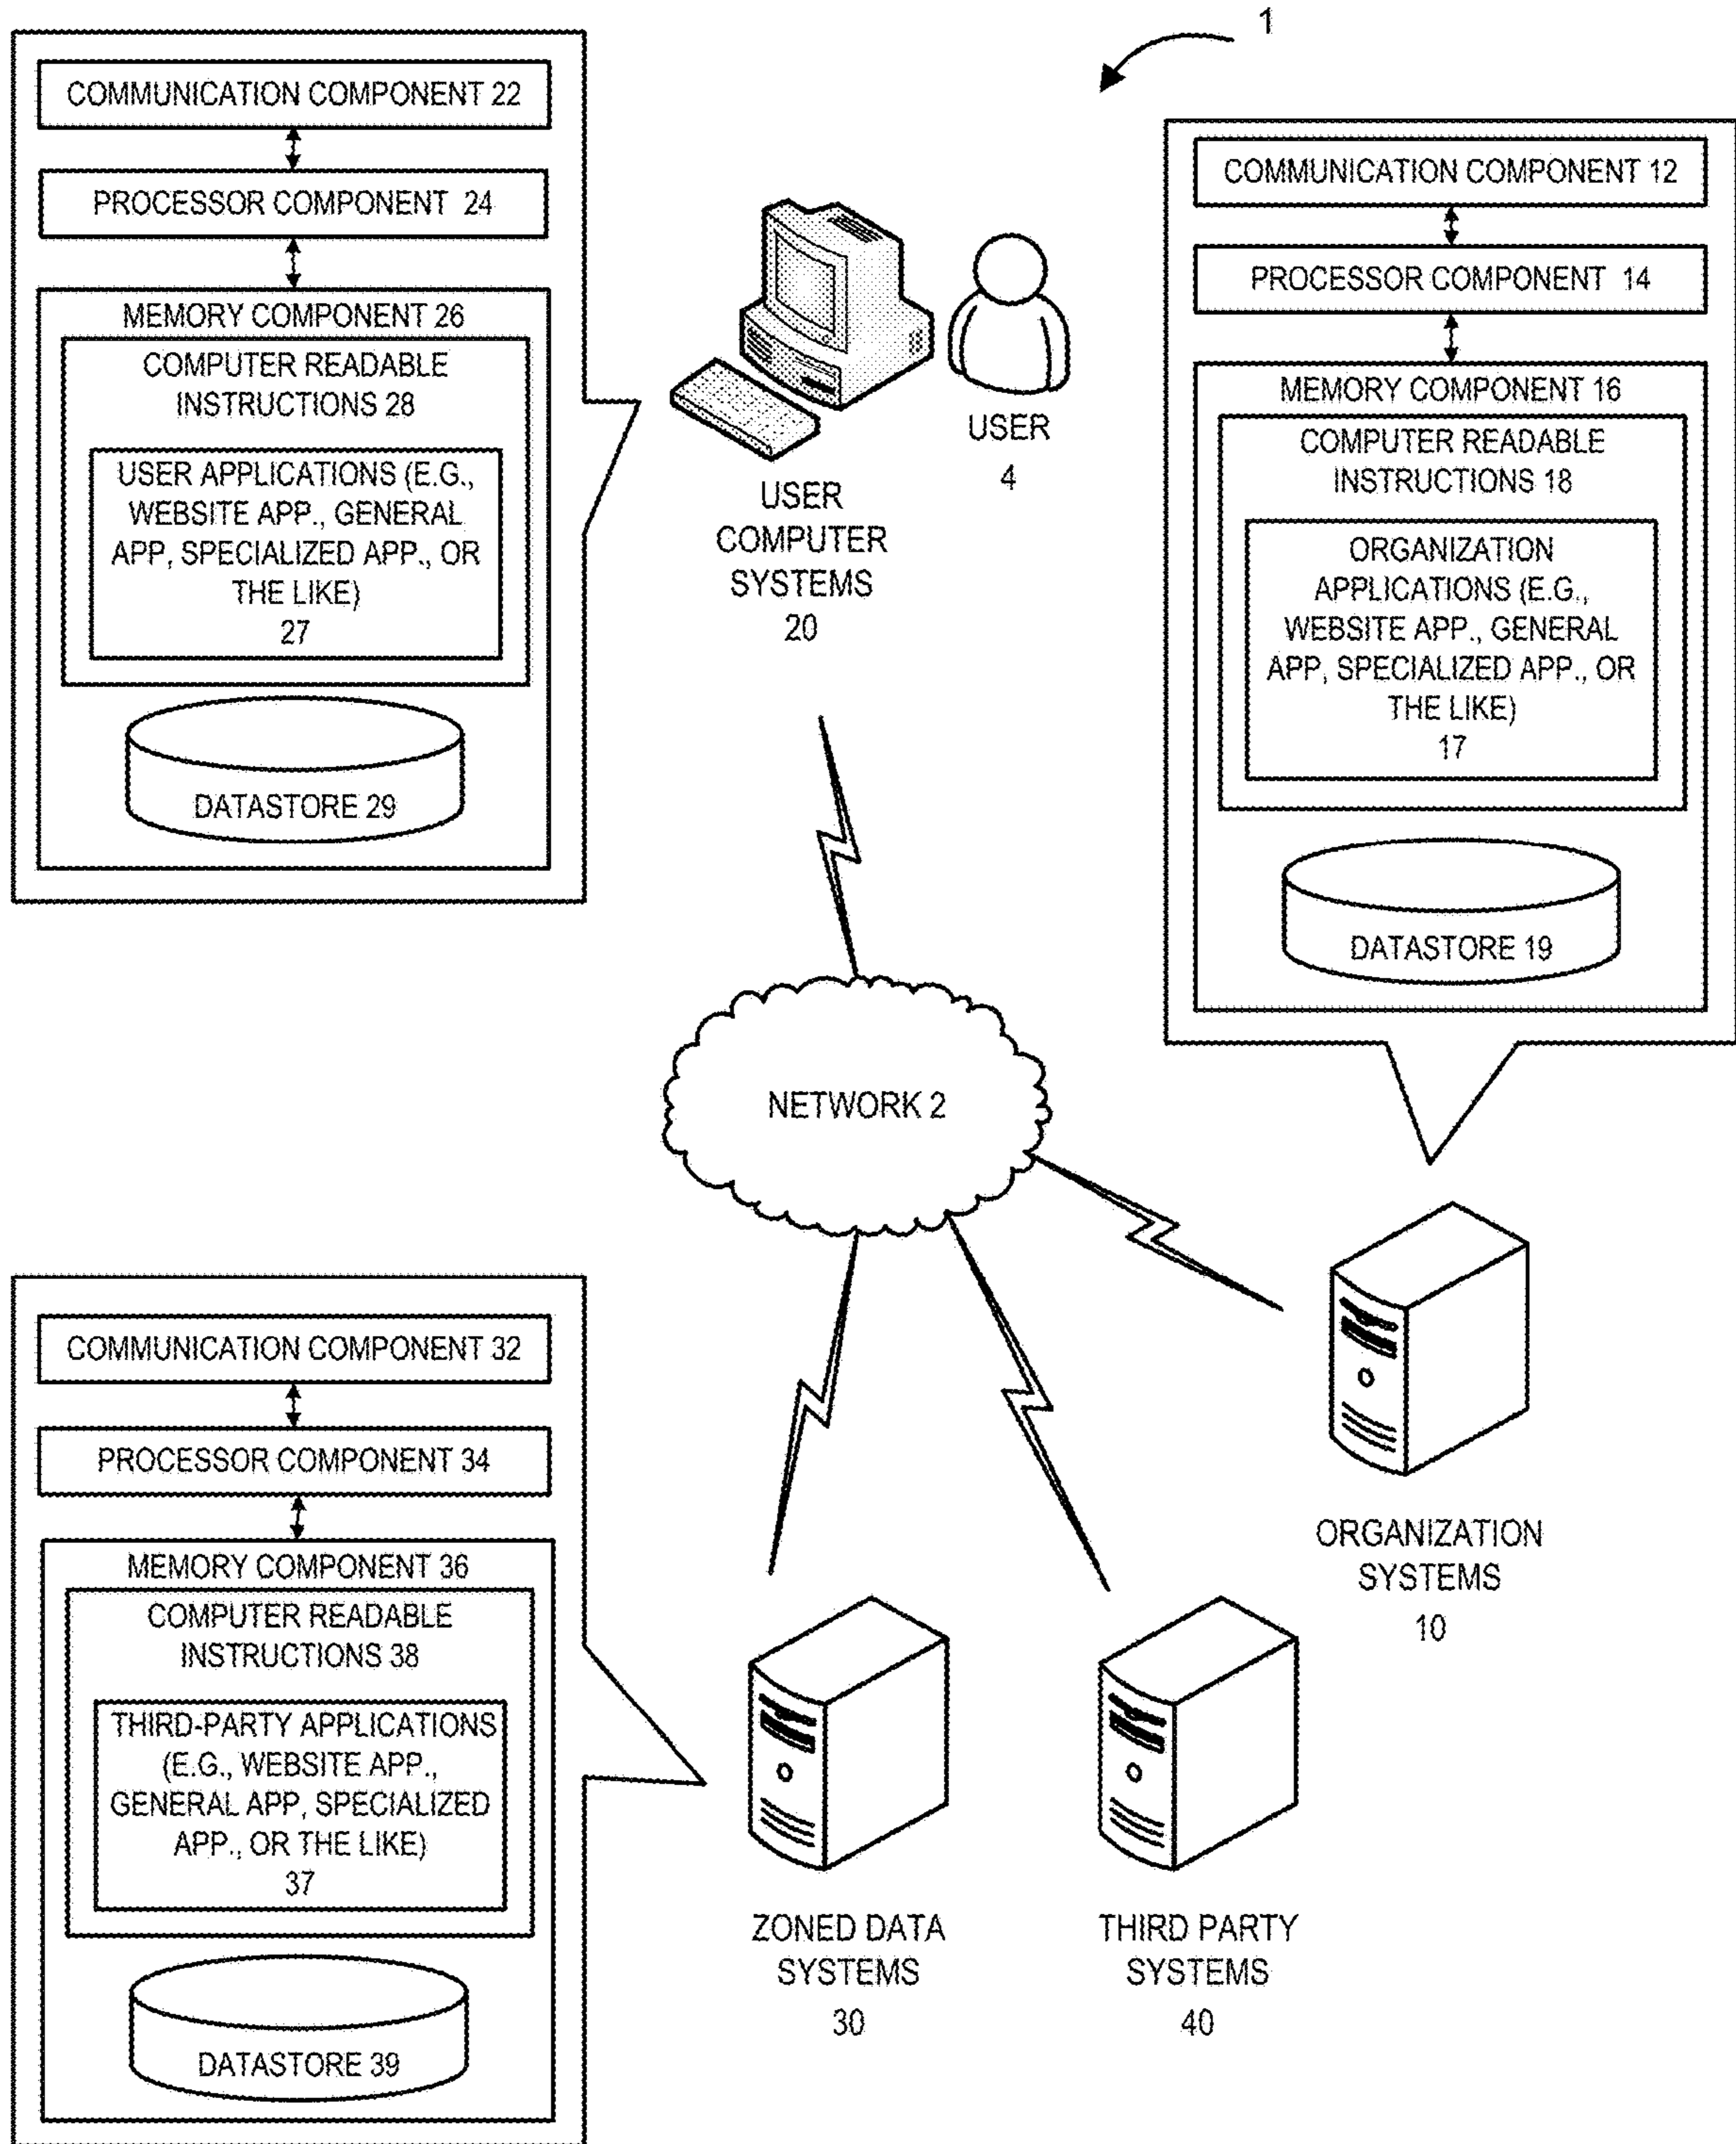 1
COMMUNICATION COMPONENT 22
PROCESSOR COMPONENT 24
MEMORY COMPONENT 26
COMPUTER READABLE
INSTRUCTIONS 28
USER APPLICATIONS (E.G.,
WEBSITE APP., GENERAL
APP, SPECIALIZED APP., OR
THE LIKE)
27
DATASTORE 29
USER
COMPUTER
SYSTEMS
20
USER
4
COMMUNICATION COMPONENT 12
PROCESSOR COMPONENT 14
MEMORY COMPONENT 16
COMPUTER READABLE
INSTRUCTIONS 18
ORGANIZATION
APPLICATIONS (E.G.,
WEBSITE APP., GENERAL
APP, SPECIALIZED APP., OR
THE LIKE)
17
DATASTORE 19
NETWORK 2
ORGANIZATION
SYSTEMS
10
COMMUNICATION COMPONENT 32
PROCESSOR COMPONENT 34
MEMORY COMPONENT 36
COMPUTER READABLE
INSTRUCTIONS 38
THIRD-PARTY APPLICATIONS
(E.G., WEBSITE APP.,
GENERAL APP, SPECIALIZED
APP., OR THE LIKE)
37
DATASTORE 39
ZONED DATA
SYSTEMS
30
THIRD PARTY
SYSTEMS
40